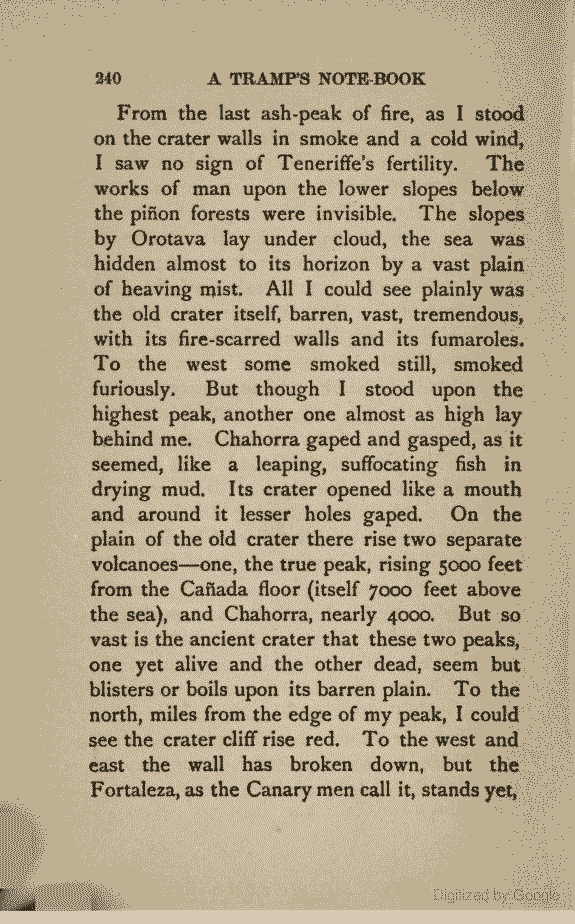 240 A TRAMP'S NOTE-BOOK
From the last ash-peak of fire, as I stood
on the crater walls in smoke and a cold wind,
I saw no sign of Teneriffe's fertility. The
works of man upon the lower slopes below
the piñon forests were invisible. The slopes
by Orotava lay under cloud, the sea was
hidden almost to its horizon by a vast plain
of heaving mist. All I could see plainly was
the old crater itself, barren, vast, tremendous,
with its fire-scarred walls and its fumaroles.
To the west some smoked still, smoked
furiously. But though I stood upon the
highest peak, another one almost as high lay
behind me. Chahorra gaped and gasped, as it
seemed, like a leaping, suffocating fish in
drying mud. Its crater opened like a mouth
and around it lesser holes gaped. On the
plain of the old crater there rise two separate
volcanoes—one, the true peak, rising 5000 feet
from the Cañada floor (itself 7000 feet above
the sea), and Chahorra, nearly 4000. But so
vast is the ancient crater that these two peaks,
one yet alive and the other dead, seem but
blisters or boils upon its barren plain. To the
north, miles from the edge of my peak, I could
see the crater cliff rise red. To the west and
east the wall has broken down, but the
Fortaleza, as the Canary men call it, stands yet,
Digitized by Google